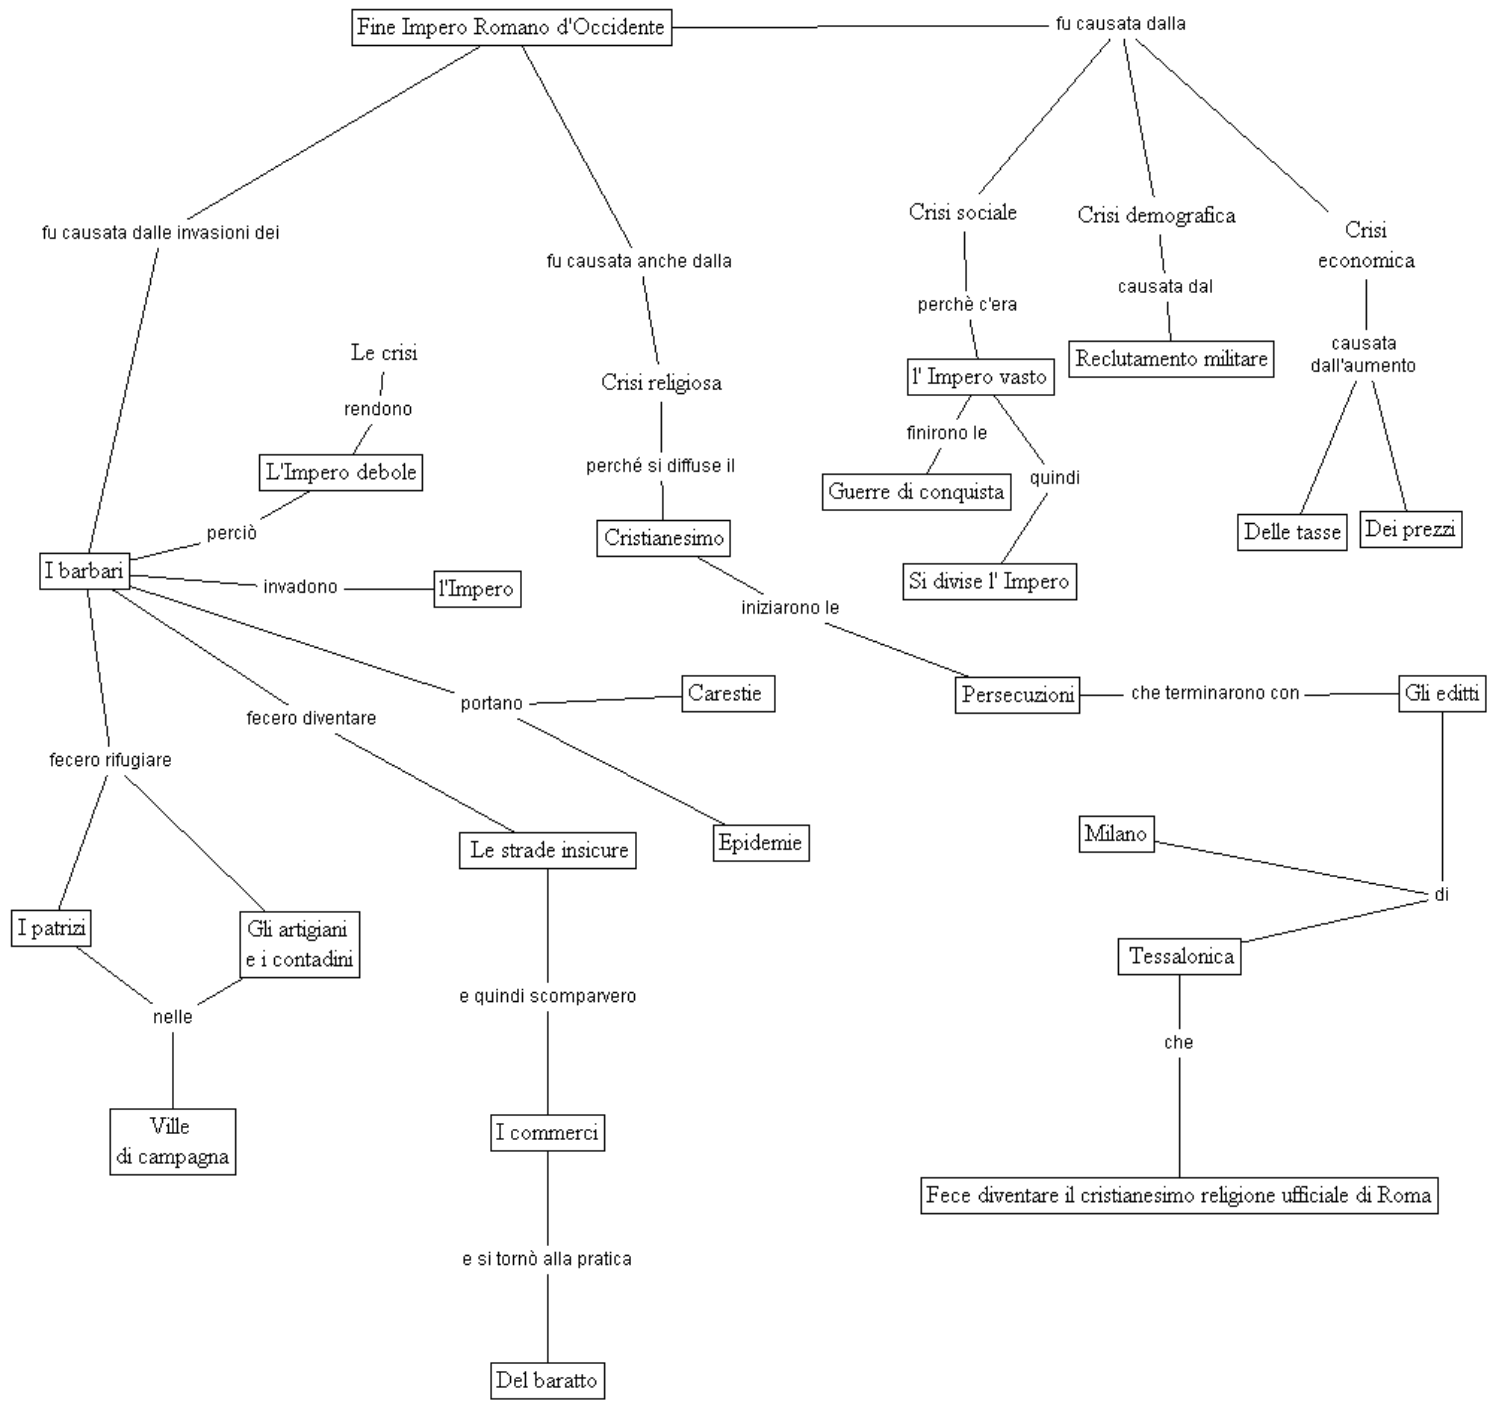 Fine Impero Romano d'Occidente
fu causata dalla
fu causata dalle invasioni dei
fu causata anche dalla
Crisi sociale
Crisi demografica
Crisi
economica
perchè c'era
causata dal
causata
dall'aumento
Le crisi
rendono
L'Impero debole
perciò
I barbari
invadono
l'Impero
Crisi religiosa
perché si diffuse il
Cristianesimo
iniziarono le
l' Impero vasto
Reclutamento militare
finirono le
quindi
Guerre di conquista
Si divise l' Impero
Delle tasse
Dei prezzi
Persecuzioni
che terminarono con
Gli editti
di
Milano
Tessalonica
che
Fece diventare il cristianesimo religione ufficiale di Roma
portano
Carestie
Epidemie
fecero diventare
Le strade insicure
e quindi scomparvero
I commerci
e si tornò alla pratica
Del baratto
fecero rifugiare
I patrizi
Gli artigiani
e i contadini
nelle
Ville
di campagna